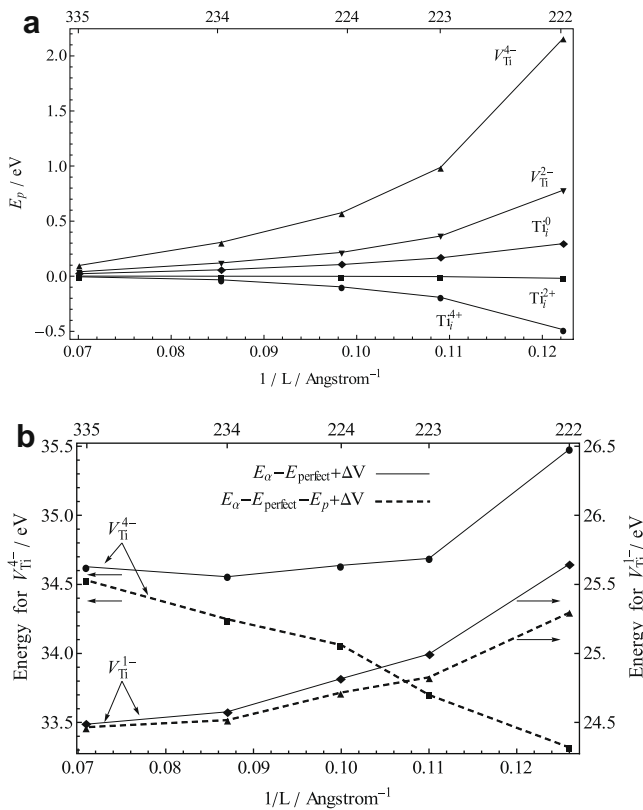 a
335 234 224 223 222
2.0
1.5
1.0
0.5
0.0
−0.5
E_p / eV
V_Ti^4−
V_Ti^2−
Ti_i^0
Ti_i^2+
Ti_i^4+
0.07 0.08 0.09 0.10 0.11 0.12
1 / L / Angstrom^−1
b
335 234 224 223 222
35.5
35.0
34.5
34.0
33.5
Energy for V_Ti^4− / eV
E_α−E_perfect+ΔV
E_α−E_perfect−E_p+ΔV
V_Ti^4−
V_Ti^1−
26.5
26
25.5
25
24.5
Energy for V_Ti^1− / eV
0.07 0.08 0.09 0.10 0.11 0.12
1/L / Angstrom^−1